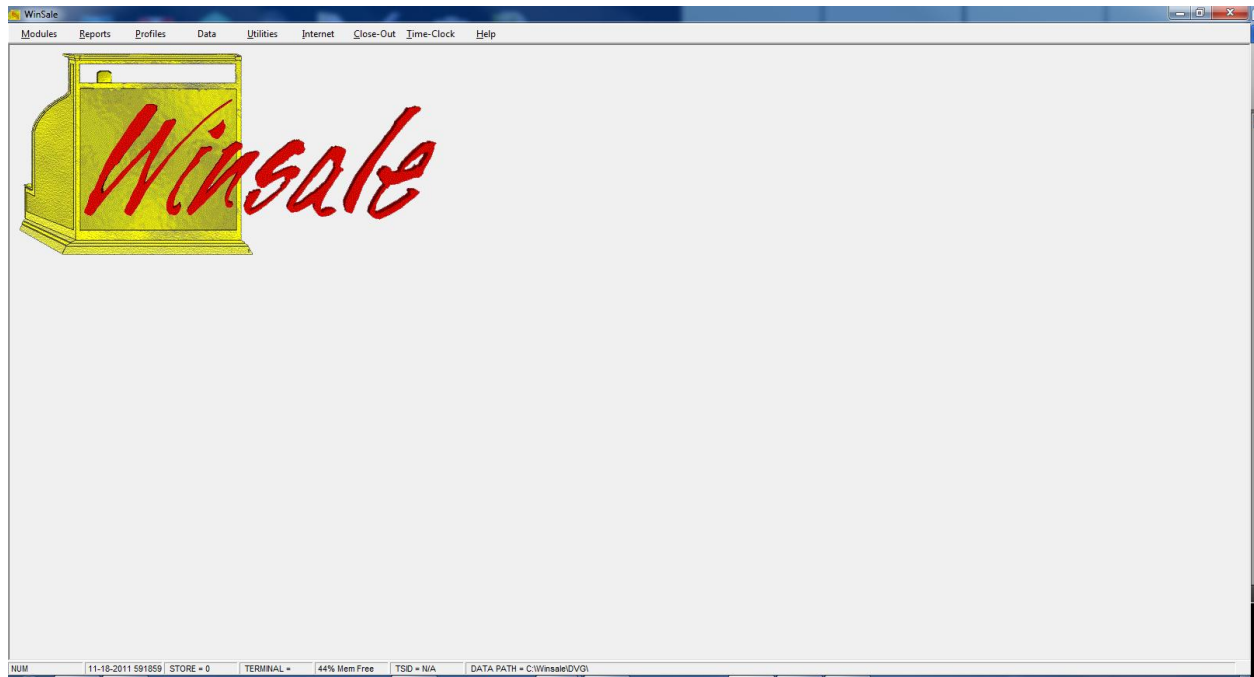 WinSale
Modules Reports Profiles Data Utilities Internet Close-Out Time-Clock Help
Winsale
NUM 11-18-2011 591859 STORE = 0 TERMINAL = 44% Mem Free TSID = N/A DATA PATH = C:\Winsale\DVG\